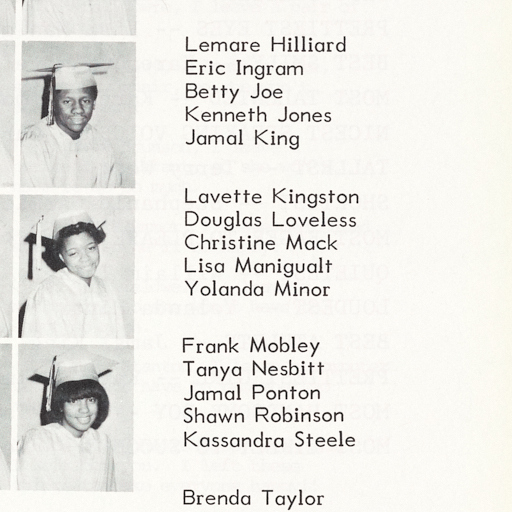 Lemare Hilliard
Eric Ingram
Betty Joe
Kenneth Jones
Jamal King
Lavette Kingston
Douglas Loveless
Christine Mack
Lisa Manigualt
Yolanda Minor
Frank Mobley
Tanya Nesbitt
Jamal Ponton
Shawn Robinson
Kassandra Steele
Brenda Taylor